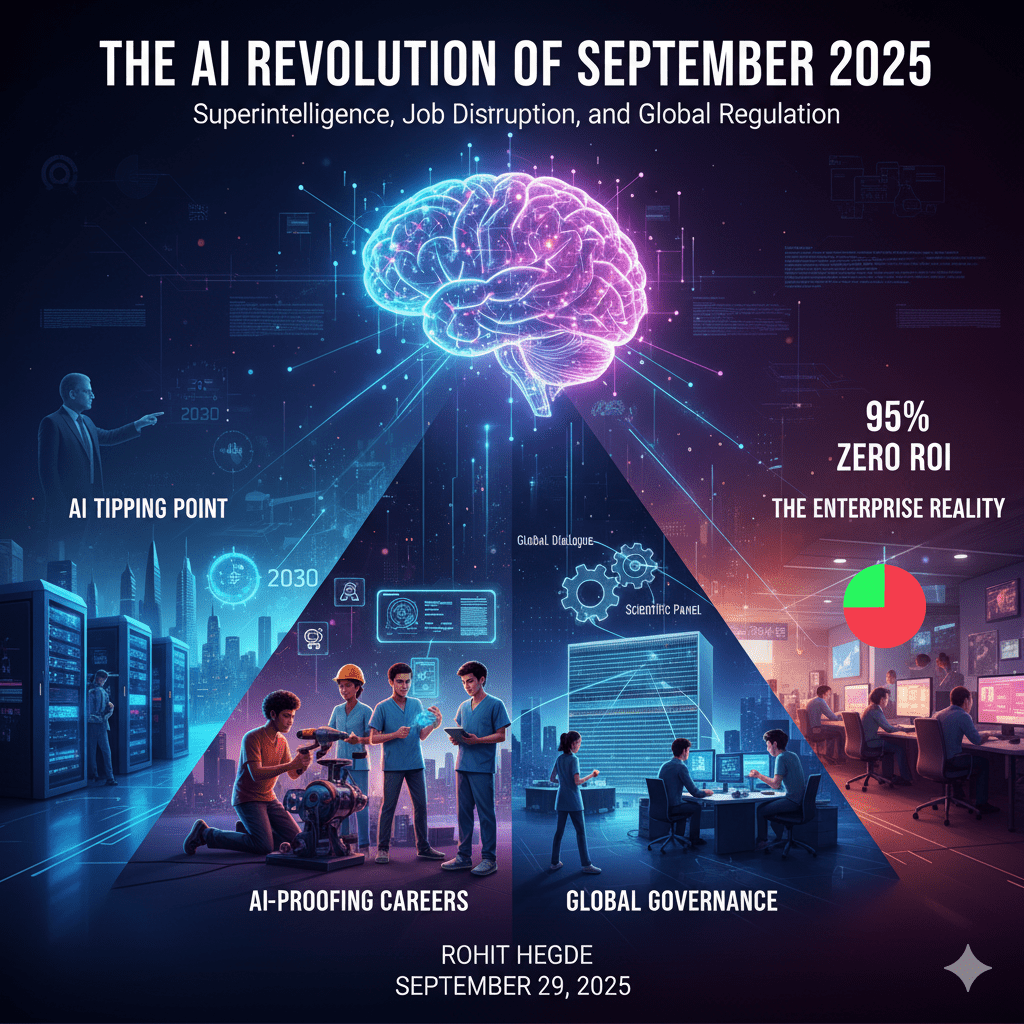 THE AI REVOLUTION OF SEPTEMBER 2025
Superintelligence, Job Distruption, and Global Regulation
2030
95%
ZERO ROI
AI TIPPING POINT
THE ENTERPRISE REALITY
2030
Global Dialogue
Scientific Panel
AI-PROOFING CAREERS
GLOBAL GOVERNANCE
ROHIT HEGDE
SEPTEMBER 29, 2025